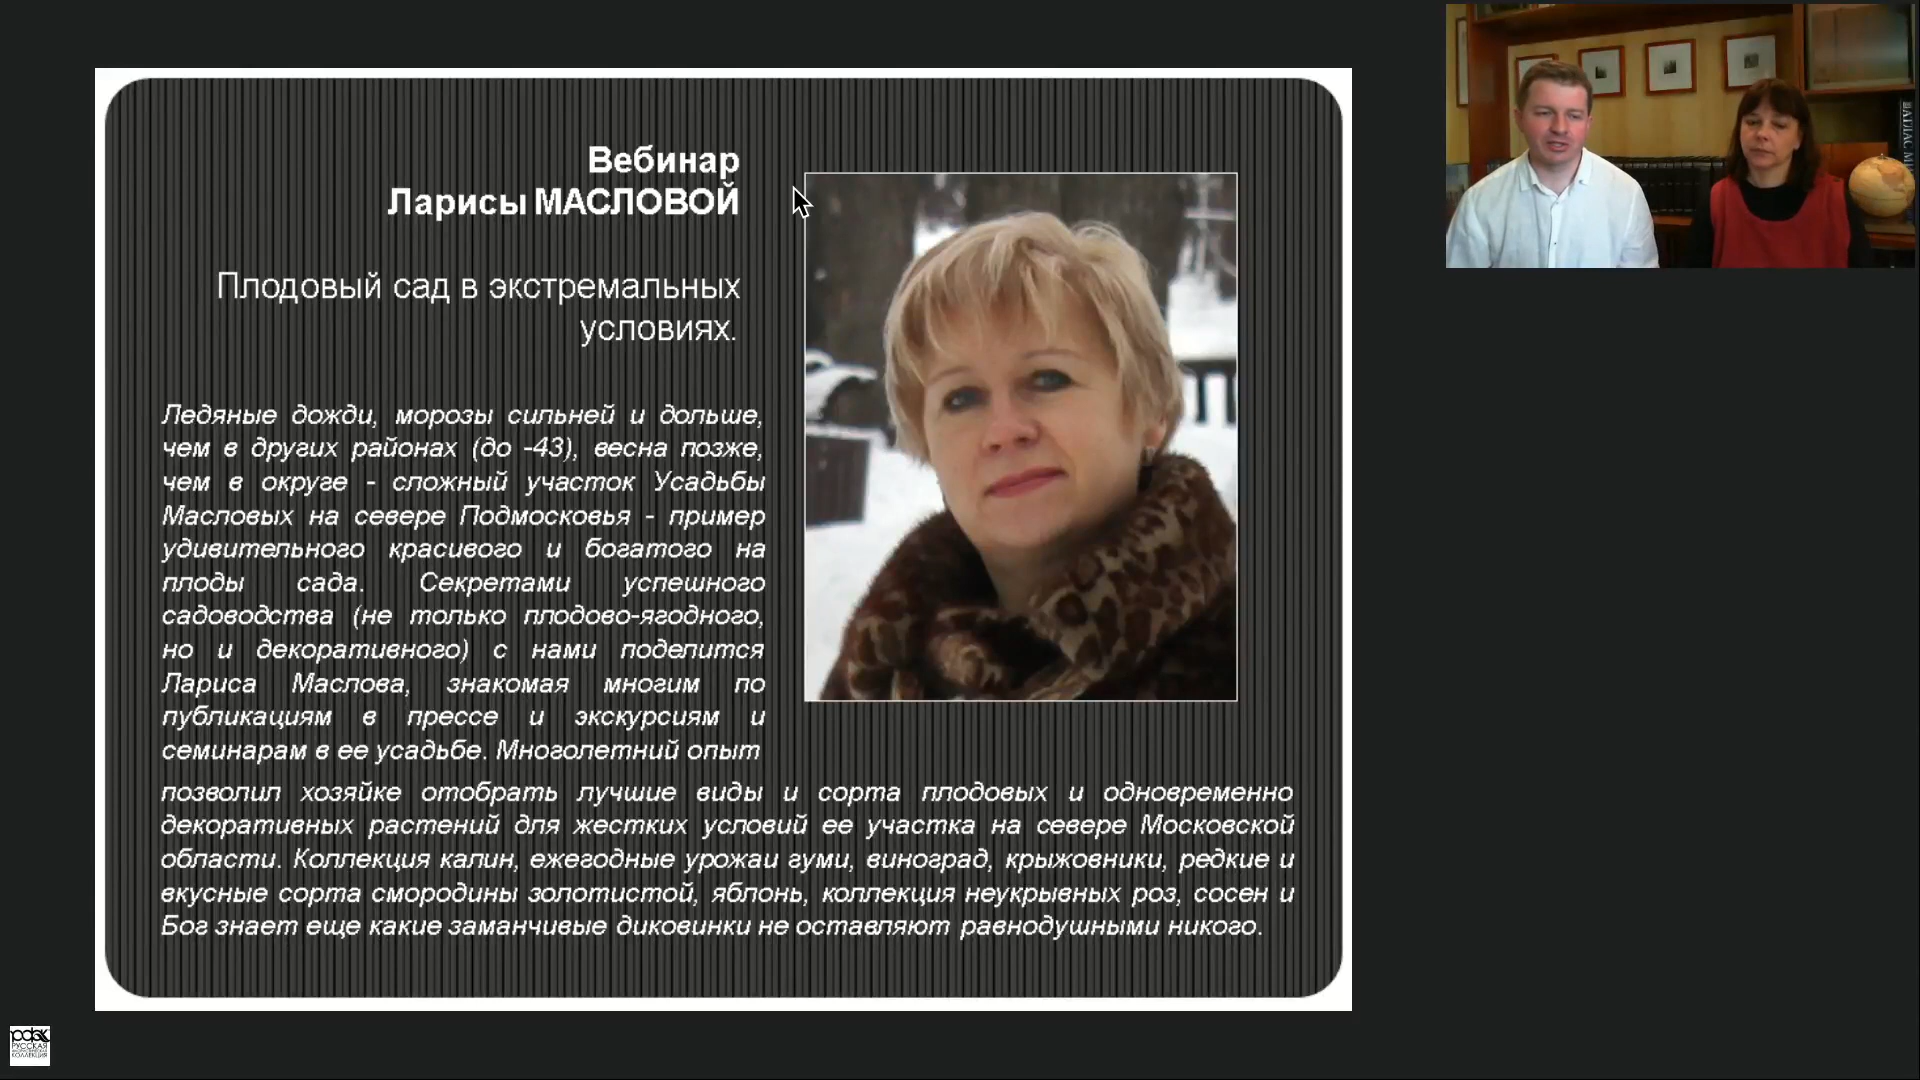 Вебинар
Ларисы МАСЛОВОЙ
Плодовый сад в экстремальных
условиях.
Ледяные дожди, морозы сильней и дольше,
чем в других районах (до -43), весна позже,
чем в округе - сложный участок Усадьбы
Масловых на севере Подмосковья - пример
удивительного красивого и богатого на
плоды сада. Секретами успешного
садоводства (не только плодово-ягодного,
но и декоративного) с нами поделится
Лариса Маслова, знакомая многим по
публикациям в прессе и экскурсиям и
семинарам в ее усадьбе. Многолетний опыт
позволил хозяйке отобрать лучшие виды и сорта плодовых и одновременно
декоративных растений для жестких условий ее участка на севере Московской
области. Коллекция калин, ежегодные урожаи гуми, виноград, крыжовники, редкие и
вкусные сорта смородины золотистой, яблонь, коллекция неукрывных роз, сосен и
Бог знает еще какие заманчивые диковинки не оставляют равнодушными никого.
РУССКАЯ
КОЛЛЕКЦИЯ